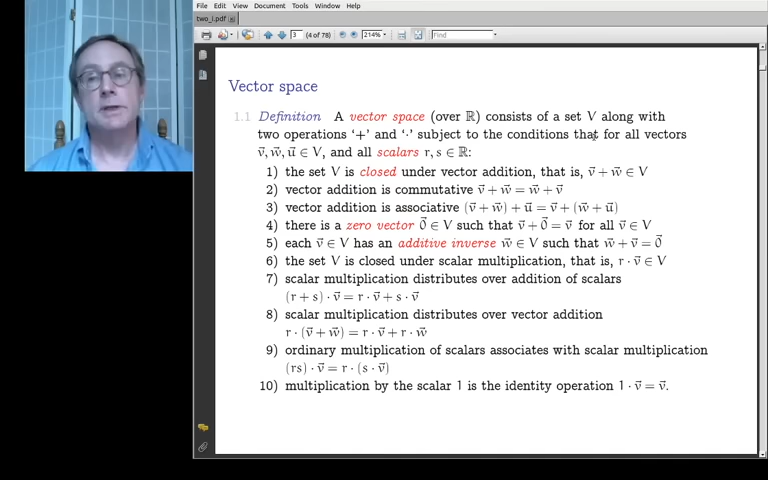 File Edit View Document Tools Window Help
two_i.pdf
3 (4 of 78) 214% Find
Vector space
1.1 Definition A vector space (over ℝ) consists of a set V along with
two operations ‘+’ and ‘·’ subject to the conditions that for all vectors
v⃗, w⃗, u⃗ ∈ V, and all scalars r, s ∈ ℝ:
1) the set V is closed under vector addition, that is, v⃗ + w⃗ ∈ V
2) vector addition is commutative v⃗ + w⃗ = w⃗ + v⃗
3) vector addition is associative (v⃗ + w⃗) + u⃗ = v⃗ + (w⃗ + u⃗)
4) there is a zero vector 0⃗ ∈ V such that v⃗ + 0⃗ = v⃗ for all v⃗ ∈ V
5) each v⃗ ∈ V has an additive inverse w⃗ ∈ V such that w⃗ + v⃗ = 0⃗
6) the set V is closed under scalar multiplication, that is, r · v⃗ ∈ V
7) scalar multiplication distributes over addition of scalars
(r + s) · v⃗ = r · v⃗ + s · v⃗
8) scalar multiplication distributes over vector addition
r · (v⃗ + w⃗) = r · v⃗ + r · w⃗
9) ordinary multiplication of scalars associates with scalar multiplication
(rs) · v⃗ = r · (s · v⃗)
10) multiplication by the scalar 1 is the identity operation 1 · v⃗ = v⃗.